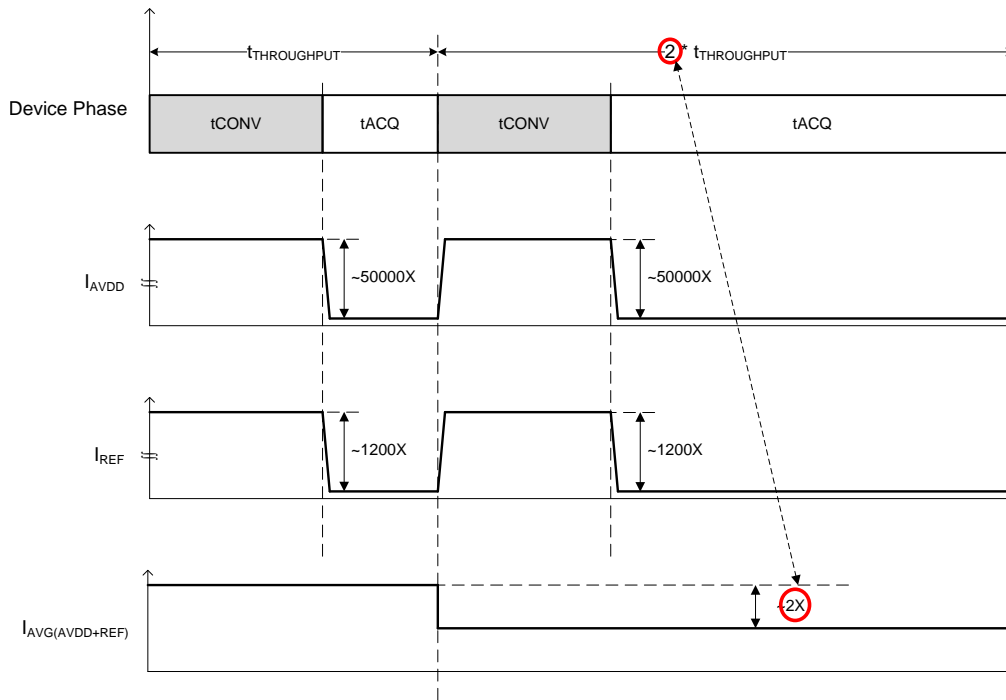 tTHROUGHPUT
2 * tTHROUGHPUT
Device Phase
tCONV
tACQ
tCONV
tACQ
IAVDD
~50000X
~50000X
IREF
~1200X
~1200X
IAVG(AVDD+REF)
~2X